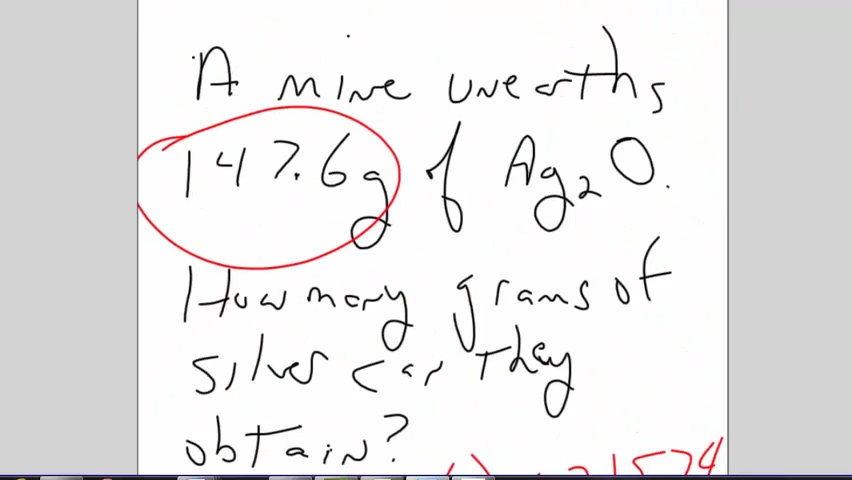 A mine unearths
147.6g of Ag₂O.
How many grams of
silver can they
obtain?